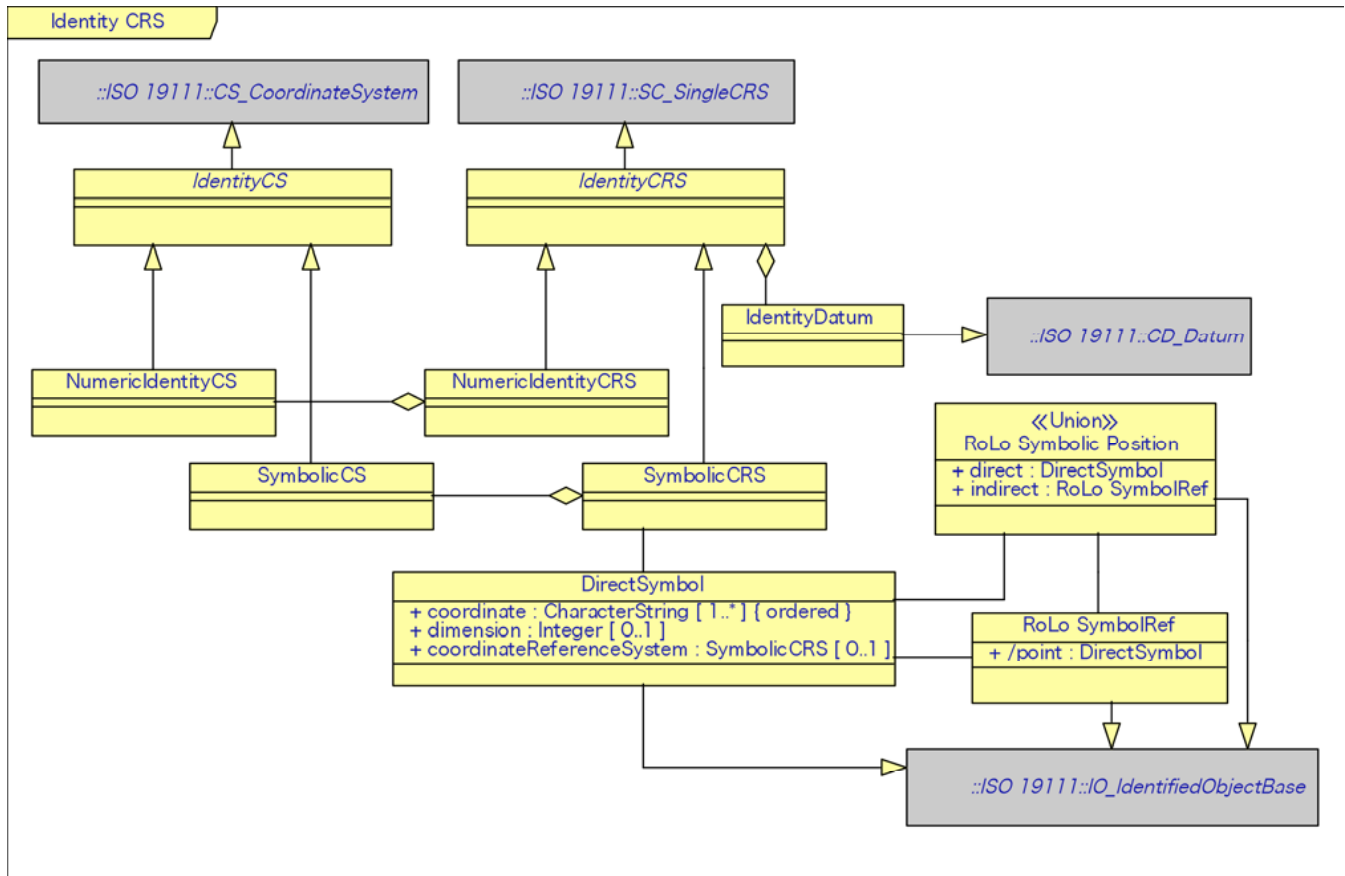 Identity CRS
::ISO 19111::CS_CoordinateSystem
::ISO 19111::SC_SingleCRS
IdentityCS
IdentityCRS
IdentityDatum
::ISO 19111::CD_Datum
NumericIdentityCS
NumericIdentityCRS
«Union»
RoLo Symbolic Position
+ direct : DirectSymbol
+ indirect : RoLo SymbolRef
SymbolicCS
SymbolicCRS
DirectSymbol
+ coordinate : CharacterString [ 1..* ] { ordered }
+ dimension : Integer [ 0..1 ]
+ coordinateReferenceSystem : SymbolicCRS [ 0..1 ]
RoLo SymbolRef
+ /point : DirectSymbol
::ISO 19111::IO_IdentifiedObjectBase